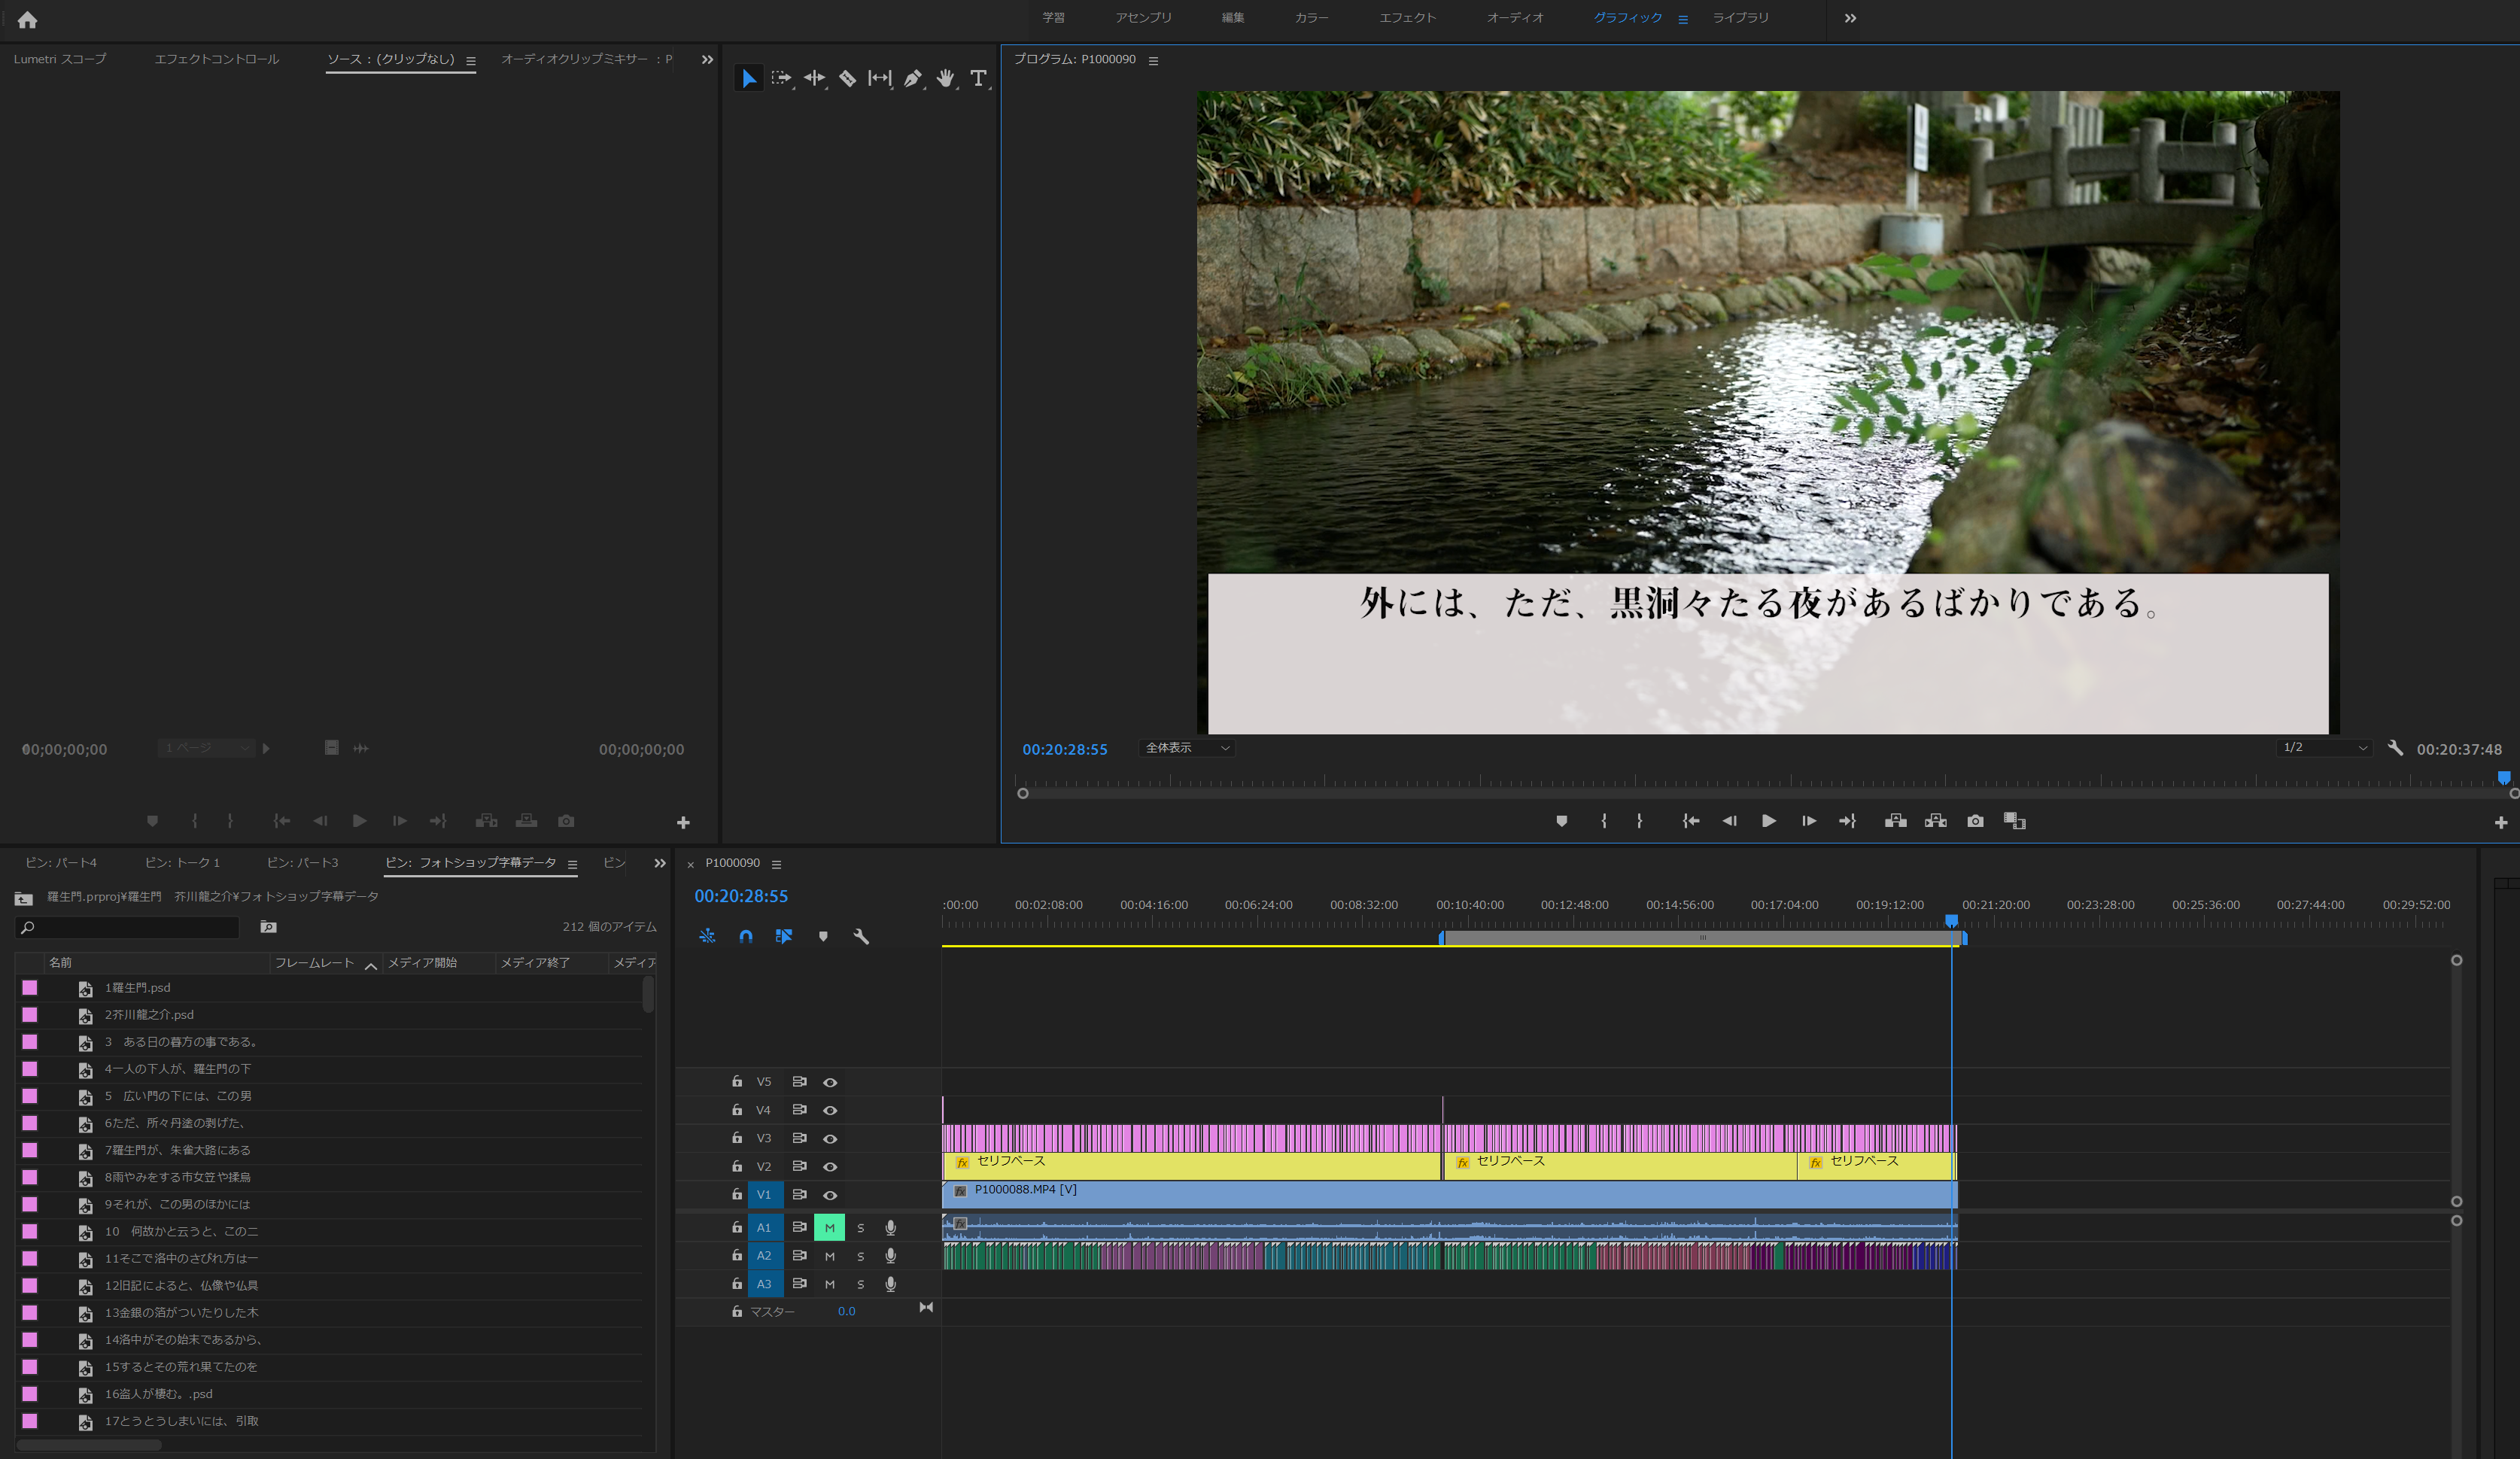 学習 アセンブリ 編集 カラー エフェクト オーディオ グラフィック ライブラリ
Lumetri スコープ エフェクトコントロール ソース : (クリップなし) オーディオクリップミキサー : P
プログラム: P1000090
外には、ただ、黒洞々たる夜があるばかりである。
00;00;00;00 1 ページ 00;00;00;00
00:20:28:55 全体表示 1/2 00:20:37:48
ビン: パート4 ビン: トーク 1 ビン: パート3 ビン: フォトショップ字幕データ ビン
羅生門.prproj¥羅生門 芥川龍之介¥フォトショップ字幕データ
212 個のアイテム
名前 フレームレート メディア開始 メディア終了 メディア
1羅生門.psd
2芥川龍之介.psd
3 ある日の暮方の事である。
4一人の下人が、羅生門の下
5 広い門の下には、この男
6ただ、所々丹塗の剥げた、
7羅生門が、朱雀大路にある
8雨やみをする市女笠や揉烏
9それが、この男のほかには
10 何故かと云うと、この二
11そこで洛中のさびれ方は一
12旧記によると、仏像や仏具
13金銀の箔がついたりした木
14洛中がその始末であるから、
15するとその荒れ果てたのを
16盗人が棲む。.psd
17とうとうしまいには、引取
P1000090
00:20:28:55
:00:00 00:02:08:00 00:04:16:00 00:06:24:00 00:08:32:00 00:10:40:00 00:12:48:00 00:14:56:00 00:17:04:00 00:19:12:00 00:21:20:00 00:23:28:00 00:25:36:00 00:27:44:00 00:29:52:00
V5
V4
V3
V2 fx セリフベース fx セリフベース fx セリフベース
V1 fx P1000088.MP4 [V]
A1 M S fx
A2 M S
A3 M S
マスター 0.0